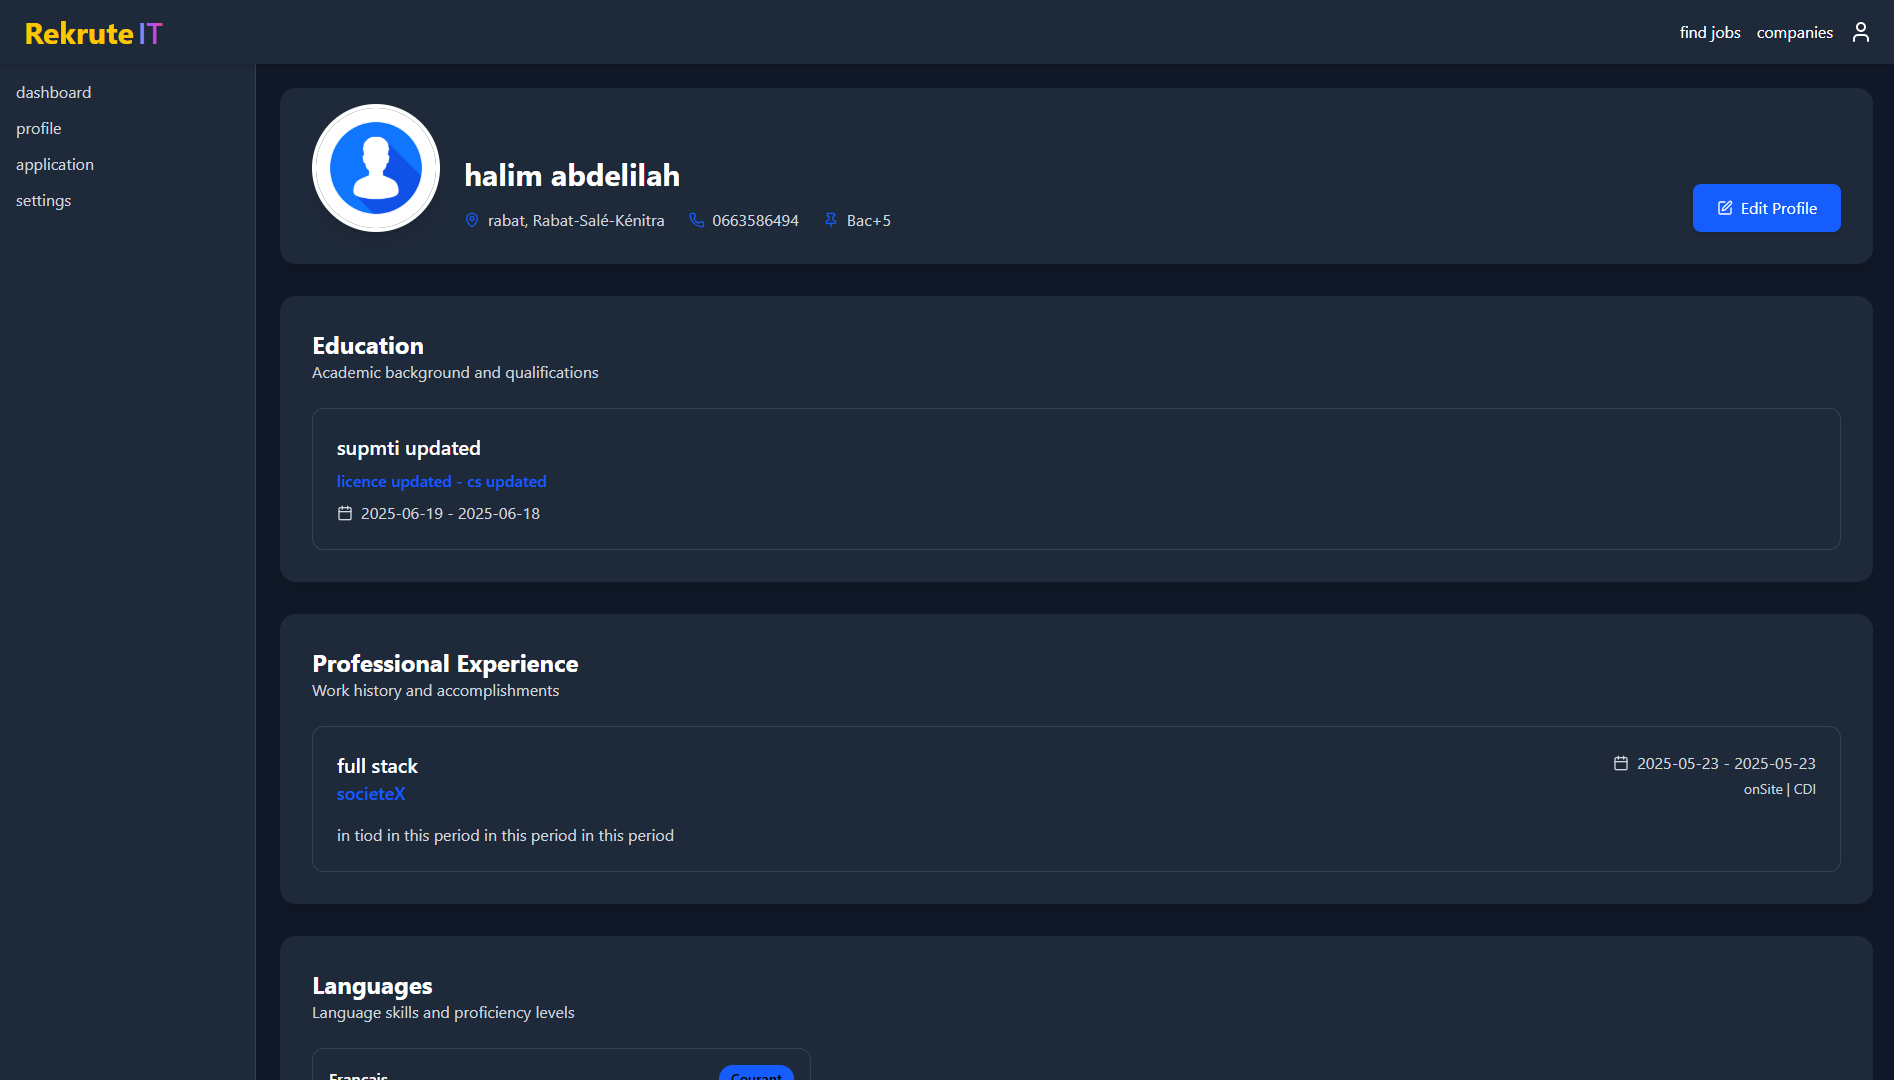 Rekrute IT
find jobs
companies
dashboard
profile
application
settings
halim abdelilah
rabat, Rabat-Salé-Kénitra 0663586494 Bac+5
Edit Profile
Education
Academic background and qualifications
supmti updated
licence updated - cs updated
2025-06-19 - 2025-06-18
Professional Experience
Work history and accomplishments
full stack
societeX
2025-05-23 - 2025-05-23
onSite | CDI
in tiod in this period in this period in this period
Languages
Language skills and proficiency levels
Français
Courant